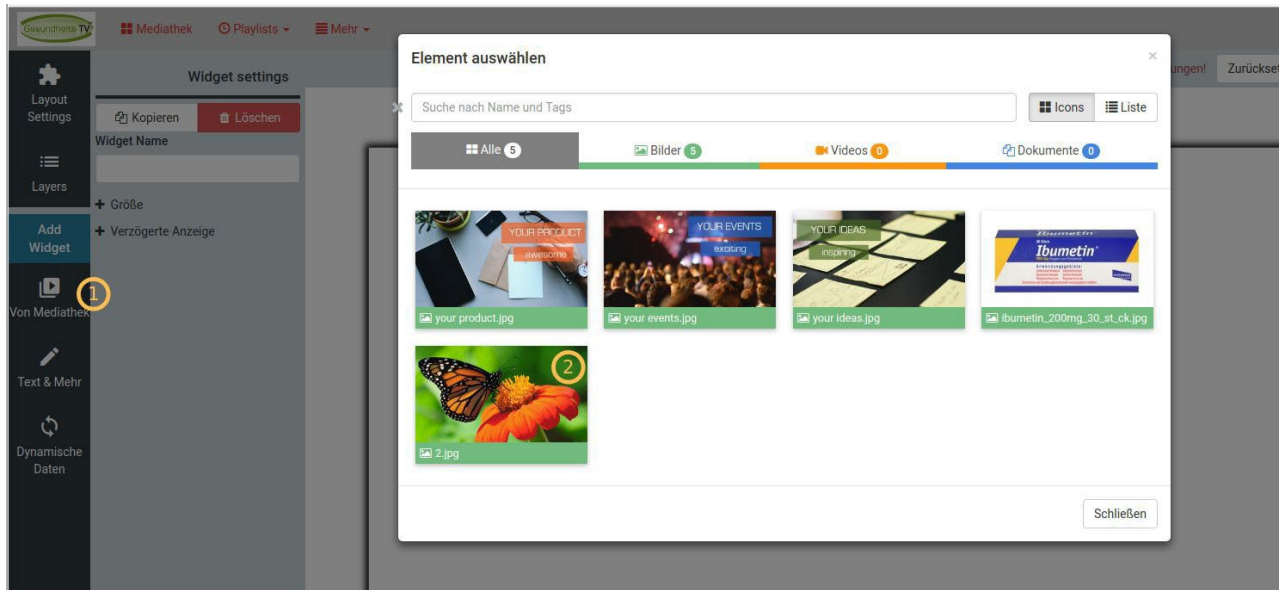 Gesundheits TV
Mediathek
Playlists
Mehr
Layout
Settings
Layers
Add
Widget
Von Mediathek
1
Text & Mehr
Dynamische
Daten
Widget settings
Kopieren
Löschen
Widget Name
Größe
Verzögerte Anzeige
ungen!
Zurückset
Element auswählen
×
Suche nach Name und Tags
Icons
Liste
Alle 5
Bilder 5
Videos 0
Dokumente 0
YOUR PRODUCT
awesome
your product.jpg
YOUR EVENTS
exciting
your events.jpg
YOUR IDEAS
inspiring
your ideas.jpg
Ibumetin
Ibumetin
ibumetin_200mg_30_st_ck.jpg
2
2.jpg
Schließen